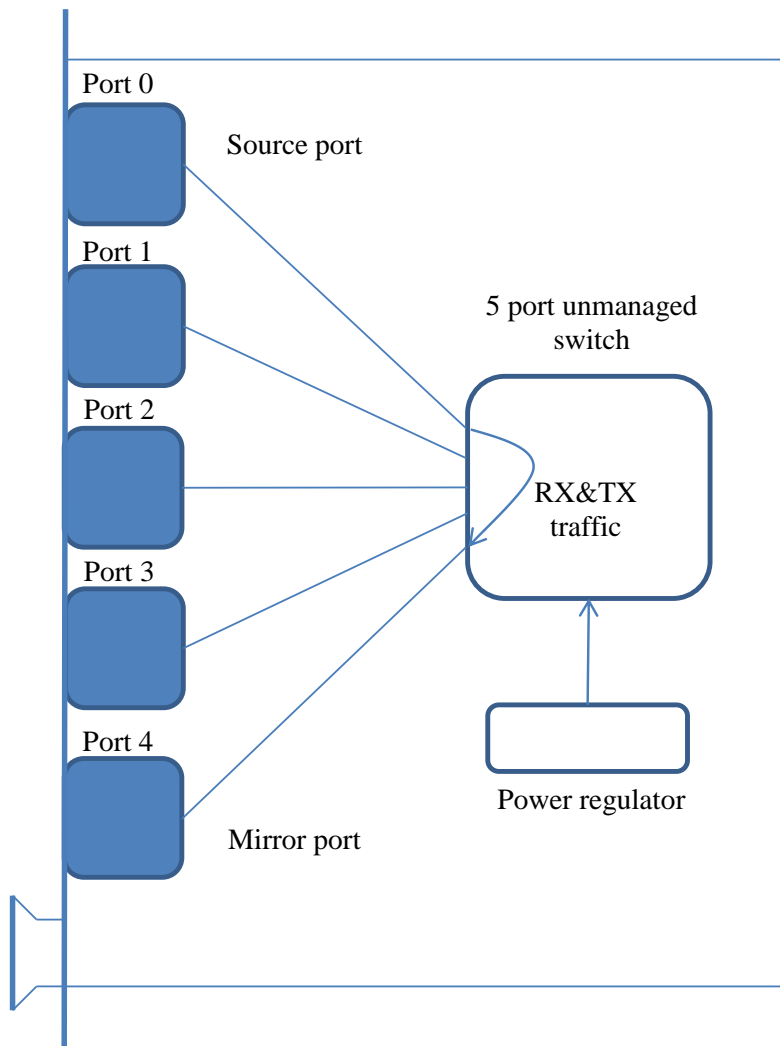 Port 0
Source port
Port 1
5 port unmanaged
switch
Port 2
RX&TX
traffic
Port 3
Port 4
Power regulator
Mirror port